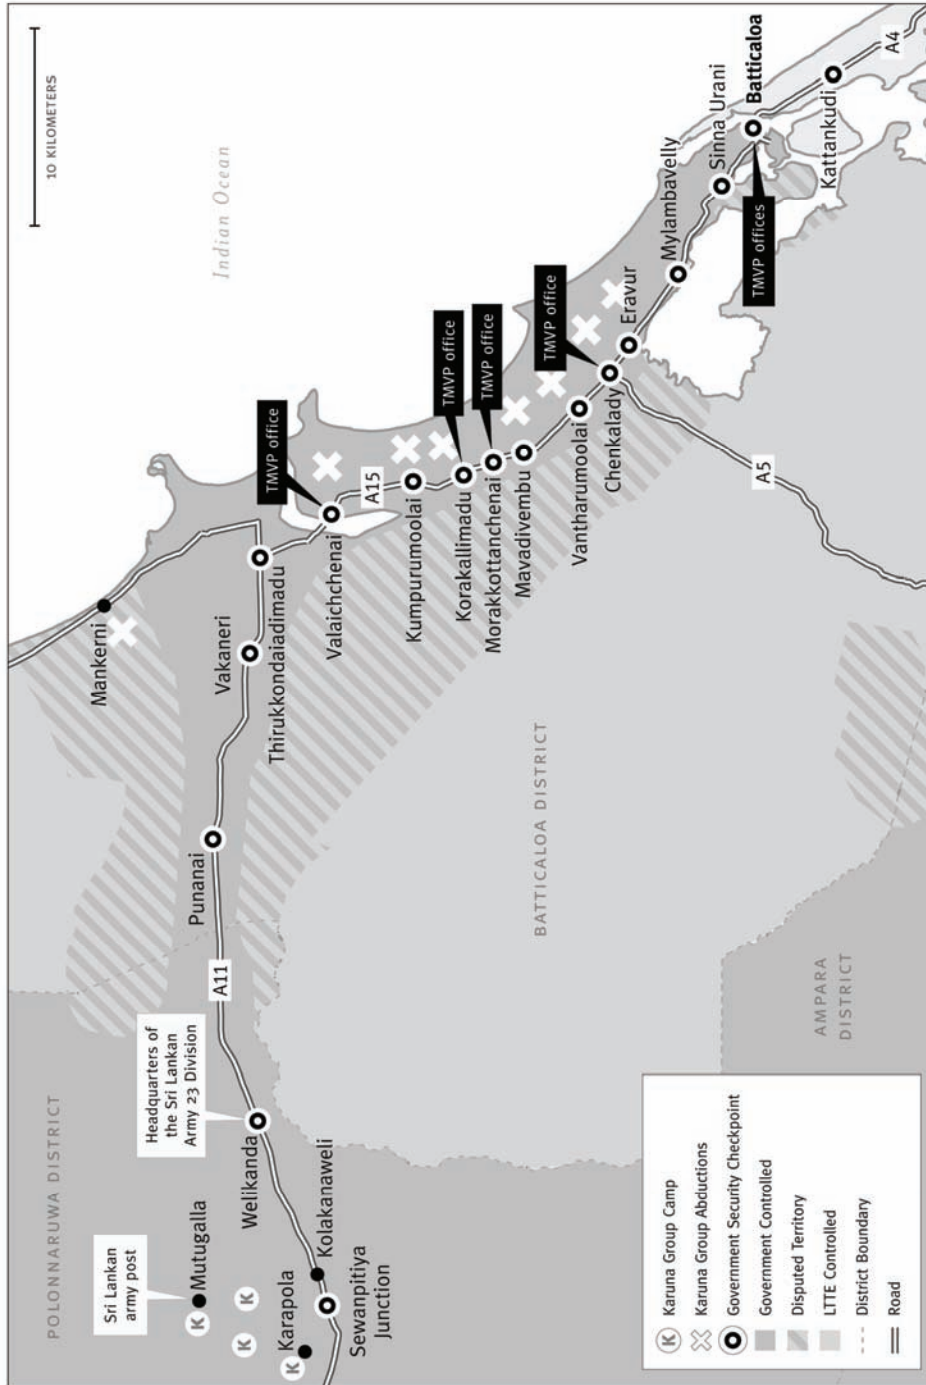 POLONNARUWA DISTRICT
Sri Lankan
army post
Mutugalla
K
K
K
K
Karapola
Kolakanaweli
Sewanpitiya
Junction
Welikanda
Headquarters of
the Sri Lankan
Army 23 Division
A11
Punanai
Vakaneri
Thirukkondaiadimadu
Mankerni
Valaichchenai
TMVP office
A15
Kumpurumoolai
Korakallimadu
TMVP office
Morakkottanchenai
TMVP office
Mavadivembu
Vantharumoolai
Chenkalady
TMVP office
Eravur
Mylambavelly
Sinna Urani
Batticaloa
TMVP offices
Kattankudi
A4
A5
Indian Ocean
10 KILOMETERS
BATTICALOA DISTRICT
AMPARA
DISTRICT
K Karuna Group Camp
Karuna Group Abductions
Government Security Checkpoint
Government Controlled
Disputed Territory
LTTE Controlled
District Boundary
Road